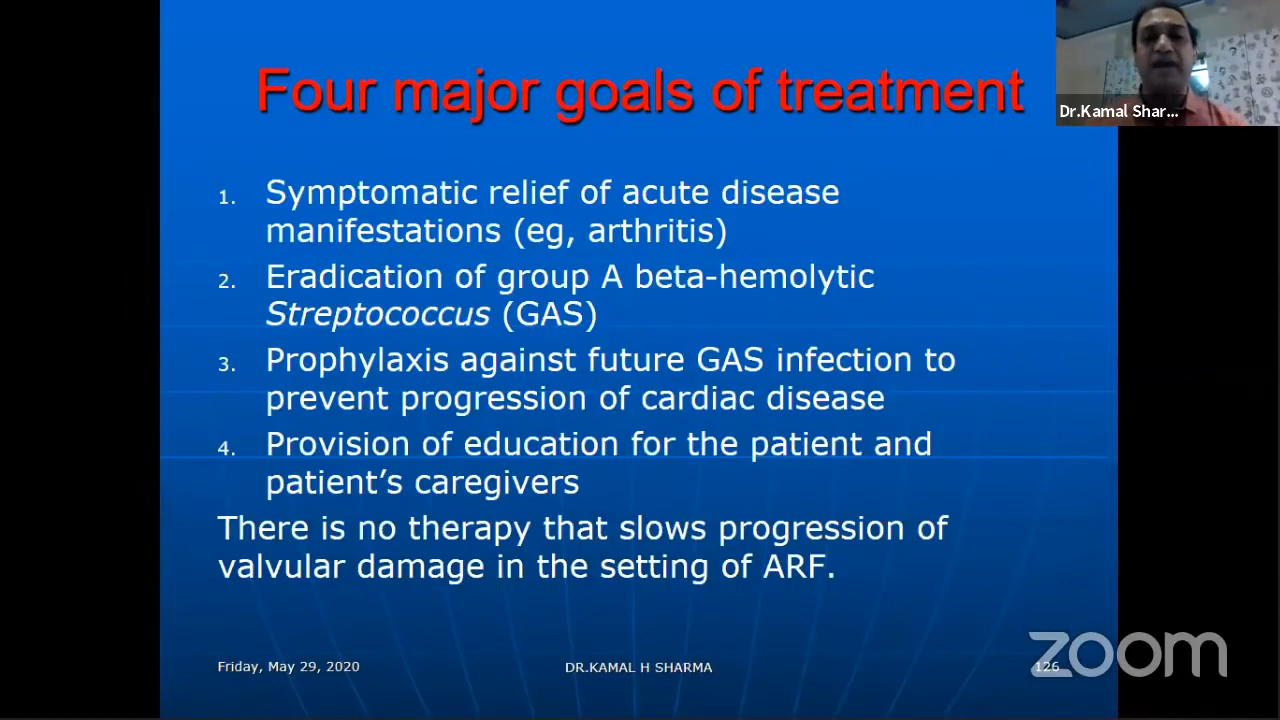 Four major goals of treatment
Dr.Kamal Shar...
1. Symptomatic relief of acute disease
manifestations (eg, arthritis)
2. Eradication of group A beta-hemolytic
Streptococcus (GAS)
3. Prophylaxis against future GAS infection to
prevent progression of cardiac disease
4. Provision of education for the patient and
patient’s caregivers
There is no therapy that slows progression of
valvular damage in the setting of ARF.
Friday, May 29, 2020
DR.KAMAL H SHARMA
126
zoom